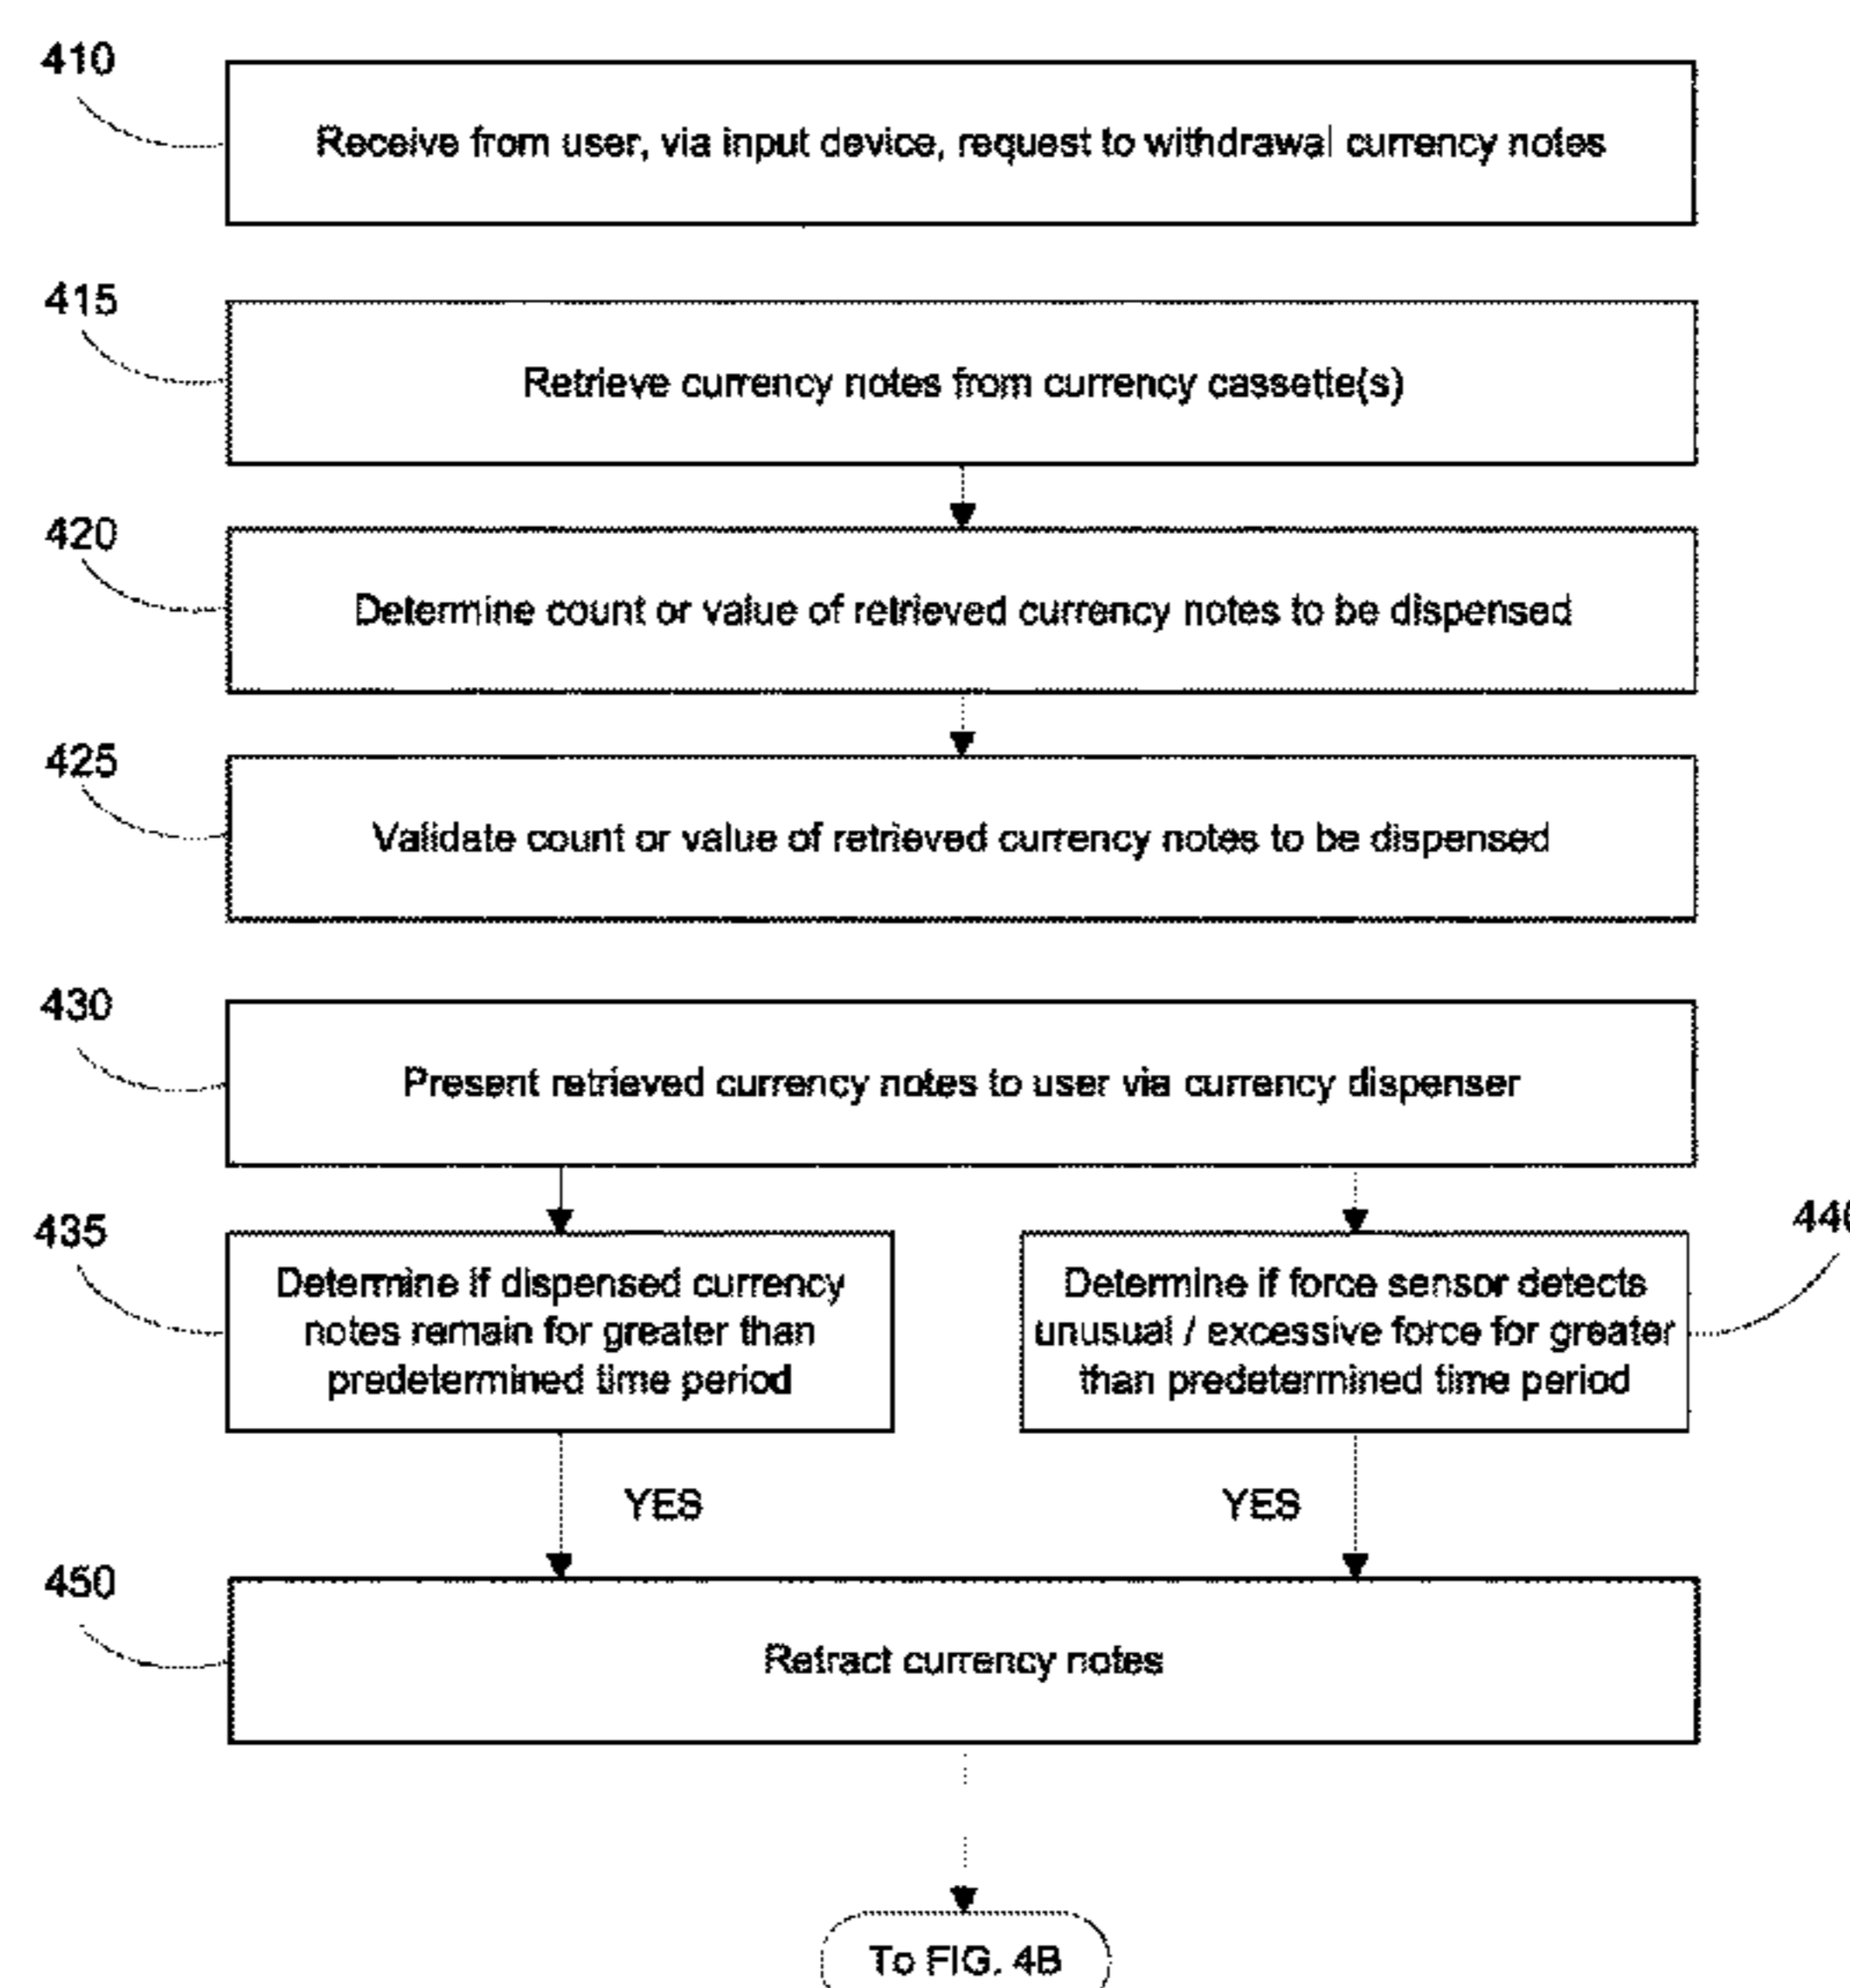 410
Receive from user, via input device, request to withdrawal currency notes
415
Retrieve currency notes from currency cassette(s)
420
Determine count or value of retrieved currency notes to be dispensed
425
Validate count or value of retrieved currency notes to be dispensed
430
Present retrieved currency notes to user via currency dispenser
435
Determine if dispensed currency
notes remain for greater than
predetermined time period
Determine if force sensor detects
unusual / excessive force for greater
than predetermined time period
YES
YES
450
Retract currency notes
To FIG. 4B